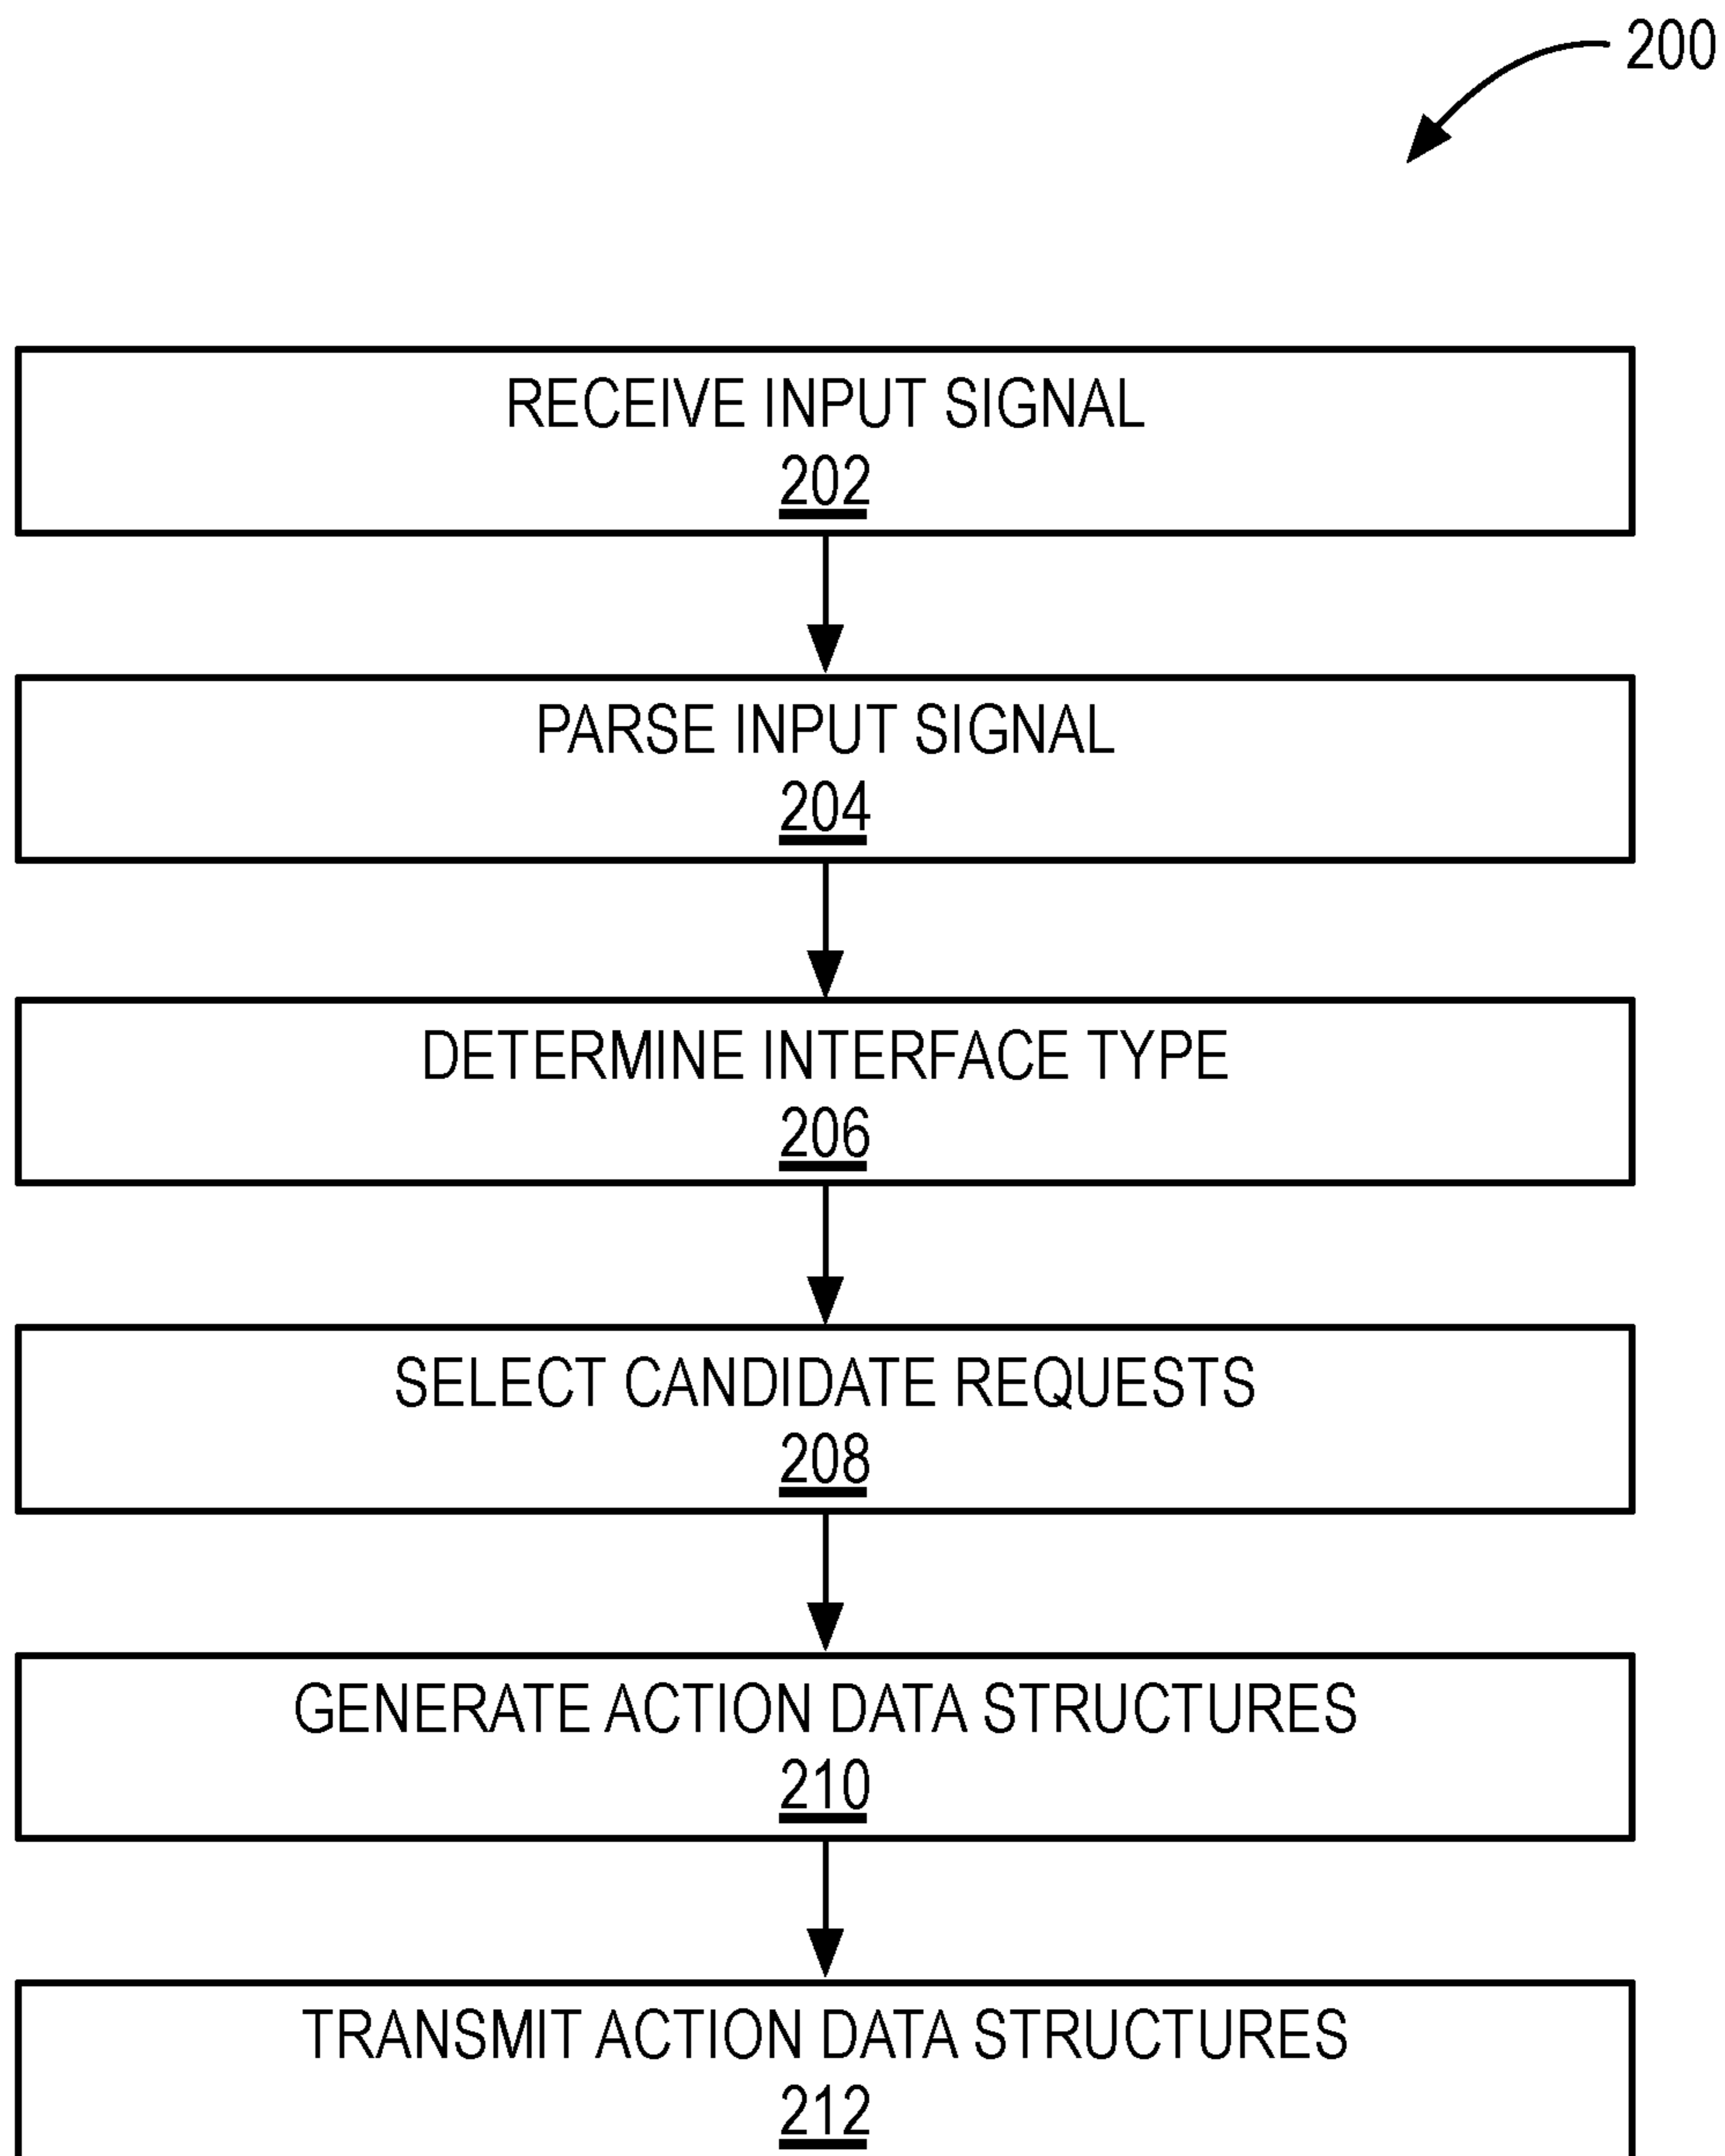 200
RECEIVE INPUT SIGNAL
202
PARSE INPUT SIGNAL
204
DETERMINE INTERFACE TYPE
206
SELECT CANDIDATE REQUESTS
208
GENERATE ACTION DATA STRUCTURES
210
TRANSMIT ACTION DATA STRUCTURES
212